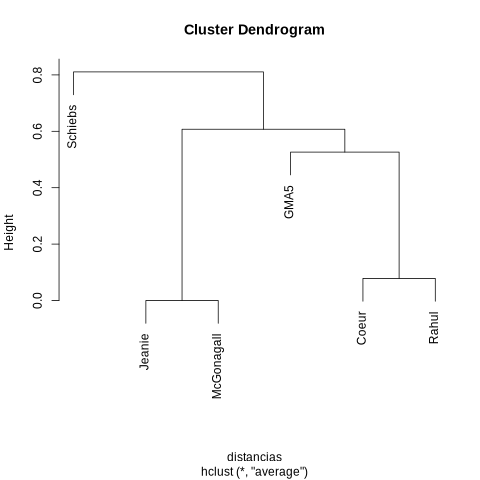 Cluster Dendrogram
Height
0.8
0.6
0.4
0.2
0.0
Schiebs
Jeanie
McGonagall
GMA5
Coeur
Rahul
distancias
hclust (*, "average")